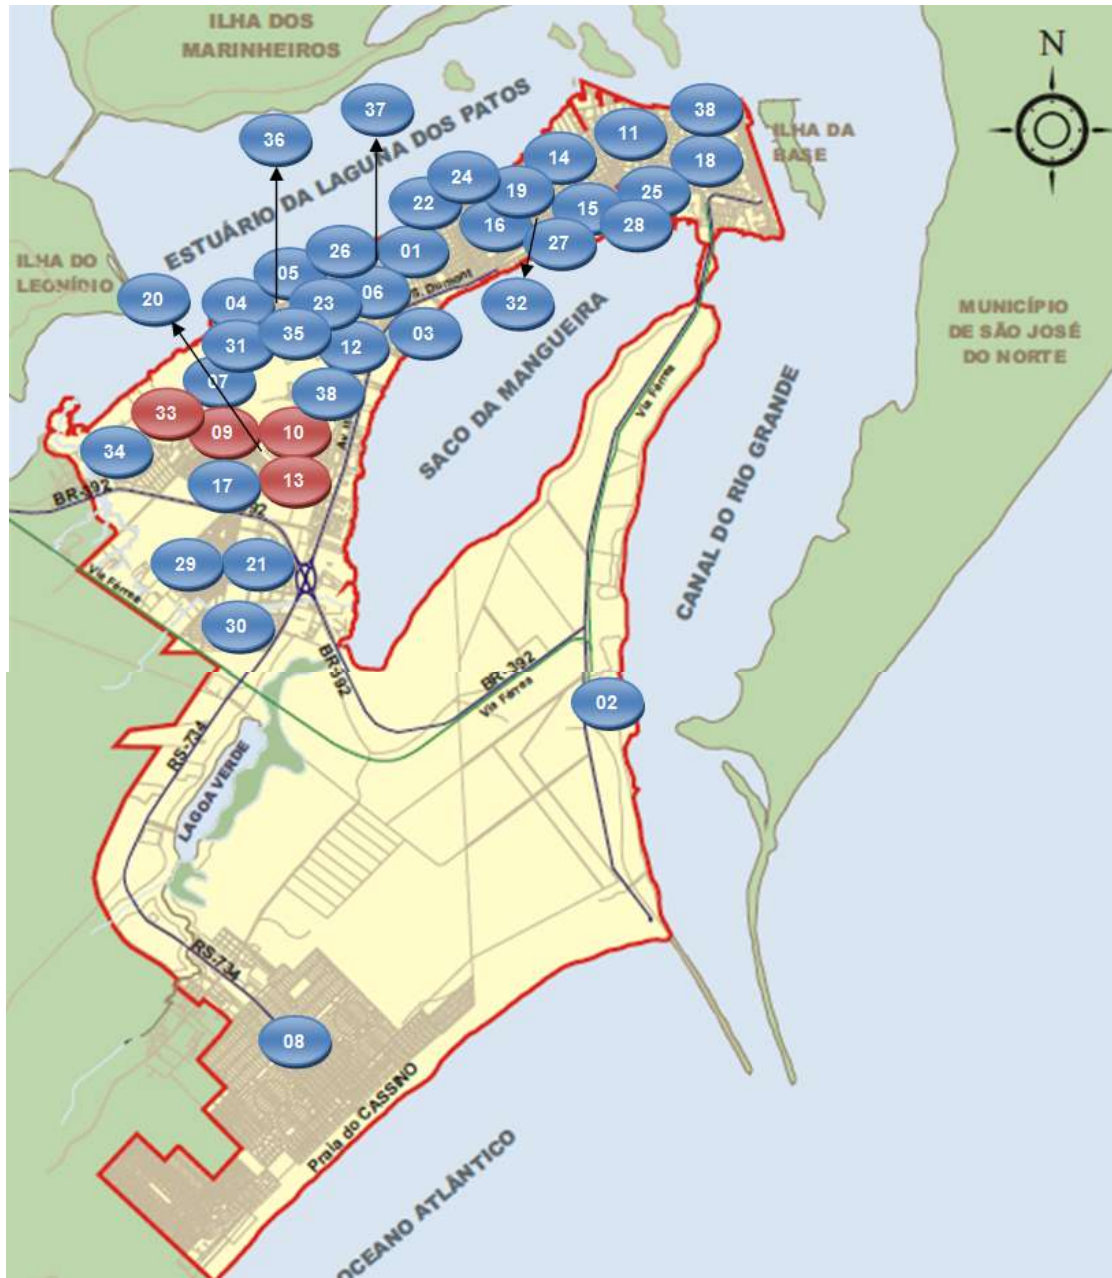 ILHA DOS
MARINHEIROS
N
37
38
36
11
ILHA DA
BASE
ESTUÁRIO DA LAGUNA DOS PATOS
14
18
24
19
25
22
15
16
28
26
01
27
ILHA DO
LEONÍDIO
05
S. Dumont
20
04
23
06
32
MUNICÍPIO
DE SÃO JOSÉ
DO NORTE
31
35
12
03
SACO DA MANGUEIRA
07
38
Via Férrea
33
09
10
34
17
13
BR-392
CANAL DO RIO GRANDE
29
21
Via Férrea
30
BR-392
BR-392
Via Férrea
02
RS-734
LAGOA VERDE
RS-734
08
Praia do CASSINO
OCEANO ATLÂNTICO